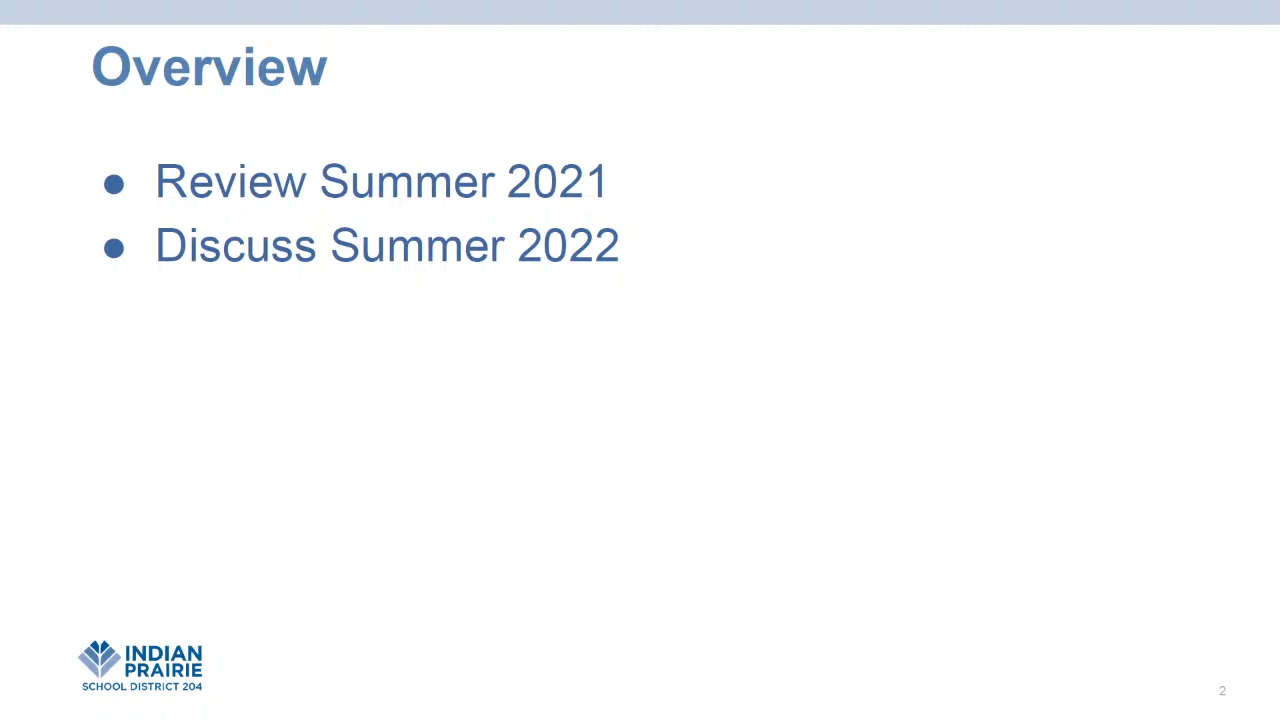 Overview
● Review Summer 2021
● Discuss Summer 2022
INDIAN
PRAIRIE
SCHOOL DISTRICT 204
2